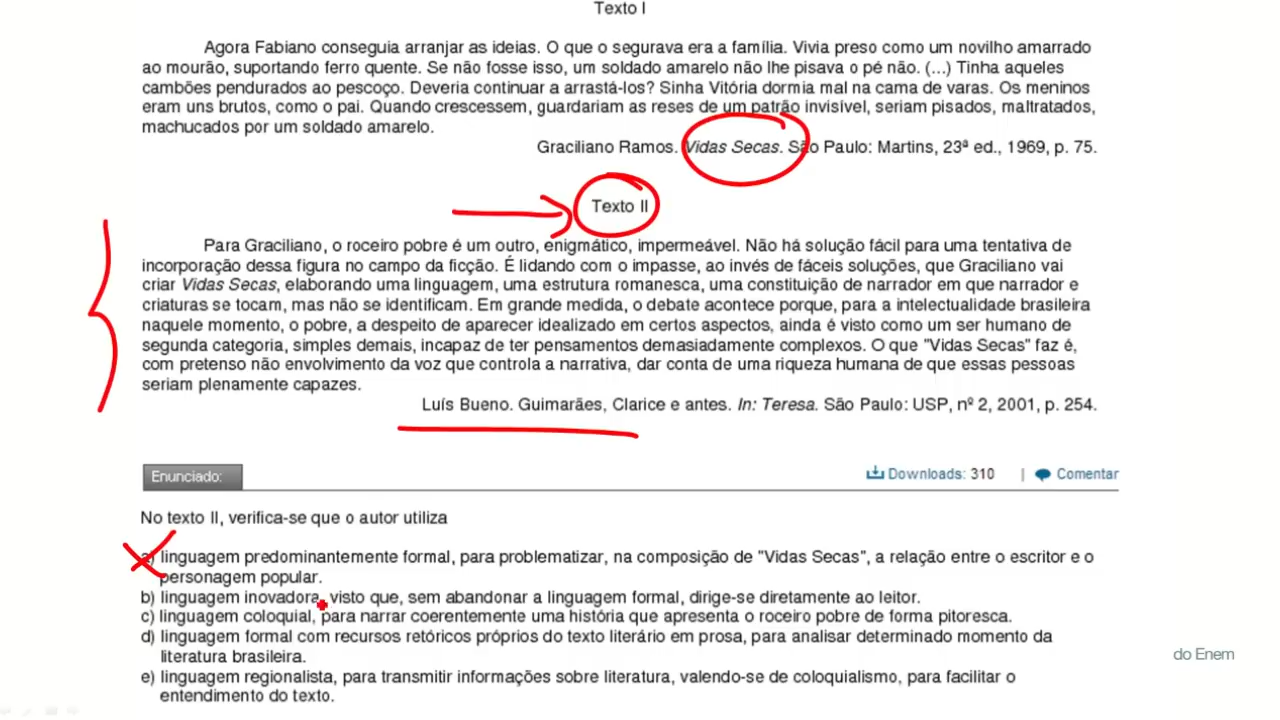 Texto I
Agora Fabiano conseguia arranjar as ideias. O que o segurava era a família. Vivia preso como um novilho amarrado
ao mourão, suportando ferro quente. Se não fosse isso, um soldado amarelo não lhe pisava o pé não. (...) Tinha aqueles
cambões pendurados ao pescoço. Deveria continuar a arrastá-los? Sinha Vitória dormia mal na cama de varas. Os meninos
eram uns brutos, como o pai. Quando crescessem, guardariam as reses de um patrão invisível, seriam pisados, maltratados,
machucados por um soldado amarelo.
Graciliano Ramos. Vidas Secas. São Paulo: Martins, 23ª ed., 1969, p. 75.
Texto II
Para Graciliano, o roceiro pobre é um outro, enigmático, impermeável. Não há solução fácil para uma tentativa de
incorporação dessa figura no campo da ficção. É lidando com o impasse, ao invés de fáceis soluções, que Graciliano vai
criar Vidas Secas, elaborando uma linguagem, uma estrutura romanesca, uma constituição de narrador em que narrador e
criaturas se tocam, mas não se identificam. Em grande medida, o debate acontece porque, para a intelectualidade brasileira
naquele momento, o pobre, a despeito de aparecer idealizado em certos aspectos, ainda é visto como um ser humano de
segunda categoria, simples demais, incapaz de ter pensamentos demasiadamente complexos. O que "Vidas Secas" faz é,
com pretenso não envolvimento da voz que controla a narrativa, dar conta de uma riqueza humana de que essas pessoas
seriam plenamente capazes.
Luís Bueno. Guimarães, Clarice e antes. In: Teresa. São Paulo: USP, nº 2, 2001, p. 254.
Enunciado: Downloads: 310 | Comentar
No texto II, verifica-se que o autor utiliza
a) linguagem predominantemente formal, para problematizar, na composição de "Vidas Secas", a relação entre o escritor e o
personagem popular.
b) linguagem inovadora, visto que, sem abandonar a linguagem formal, dirige-se diretamente ao leitor.
c) linguagem coloquial, para narrar coerentemente uma história que apresenta o roceiro pobre de forma pitoresca.
d) linguagem formal com recursos retóricos próprios do texto literário em prosa, para analisar determinado momento da
literatura brasileira.
do Enem
e) linguagem regionalista, para transmitir informações sobre literatura, valendo-se de coloquialismo, para facilitar o
entendimento do texto.